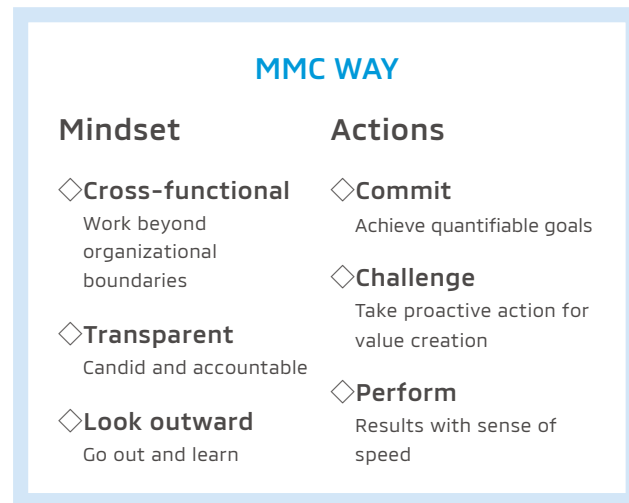 MMC WAY
Mindset
◇Cross-functional
Work beyond
organizational
boundaries
◇Transparent
Candid and accountable
◇Look outward
Go out and learn
Actions
◇Commit
Achieve quantifiable goals
◇Challenge
Take proactive action for
value creation
◇Perform
Results with sense of
speed